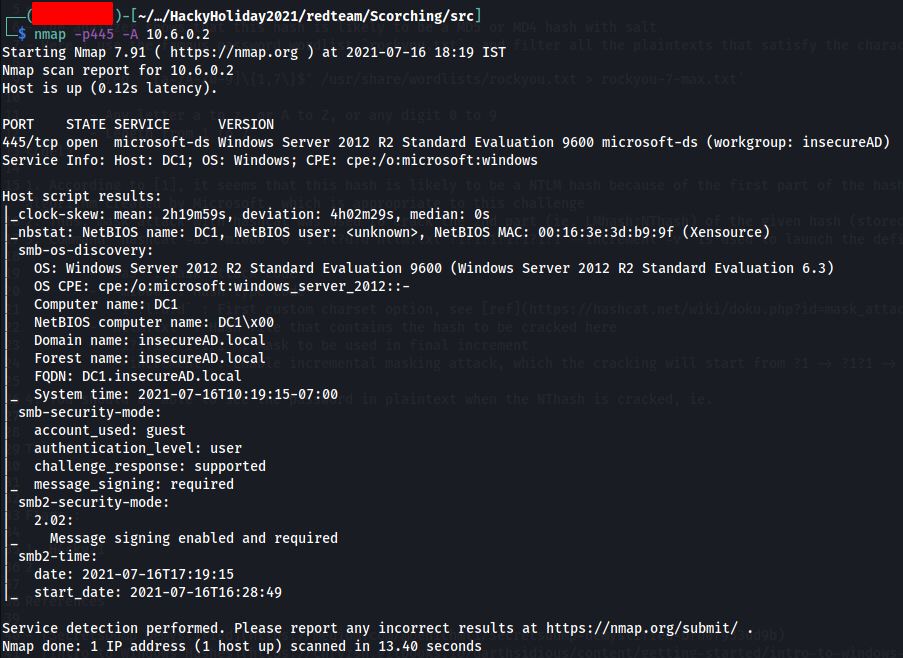 -[~/…/HackyHoliday2021/redteam/Scorching/src]
$ nmap -p445 -A 10.6.0.2
Starting Nmap 7.91 ( https://nmap.org ) at 2021-07-16 18:19 IST
Nmap scan report for 10.6.0.2
Host is up (0.12s latency).
PORT    STATE SERVICE      VERSION
445/tcp open  microsoft-ds Windows Server 2012 R2 Standard Evaluation 9600 microsoft-ds (workgroup: insecureAD)
Service Info: Host: DC1; OS: Windows; CPE: cpe:/o:microsoft:windows
Host script results:
|_clock-skew: mean: 2h19m59s, deviation: 4h02m29s, median: 0s
|_nbstat: NetBIOS name: DC1, NetBIOS user: <unknown>, NetBIOS MAC: 00:16:3e:3d:b9:9f (Xensource)
| smb-os-discovery:
|   OS: Windows Server 2012 R2 Standard Evaluation 9600 (Windows Server 2012 R2 Standard Evaluation 6.3)
|   OS CPE: cpe:/o:microsoft:windows_server_2012::-
|   Computer name: DC1
|   NetBIOS computer name: DC1\x00
|   Domain name: insecureAD.local
|   Forest name: insecureAD.local
|   FQDN: DC1.insecureAD.local
|_  System time: 2021-07-16T10:19:15-07:00
| smb-security-mode:
|   account_used: guest
|   authentication_level: user
|   challenge_response: supported
|_  message_signing: required
| smb2-security-mode:
|   2.02:
|_    Message signing enabled and required
| smb2-time:
|   date: 2021-07-16T17:19:15
|_  start_date: 2021-07-16T16:28:49
Service detection performed. Please report any incorrect results at https://nmap.org/submit/ .
Nmap done: 1 IP address (1 host up) scanned in 13.40 seconds